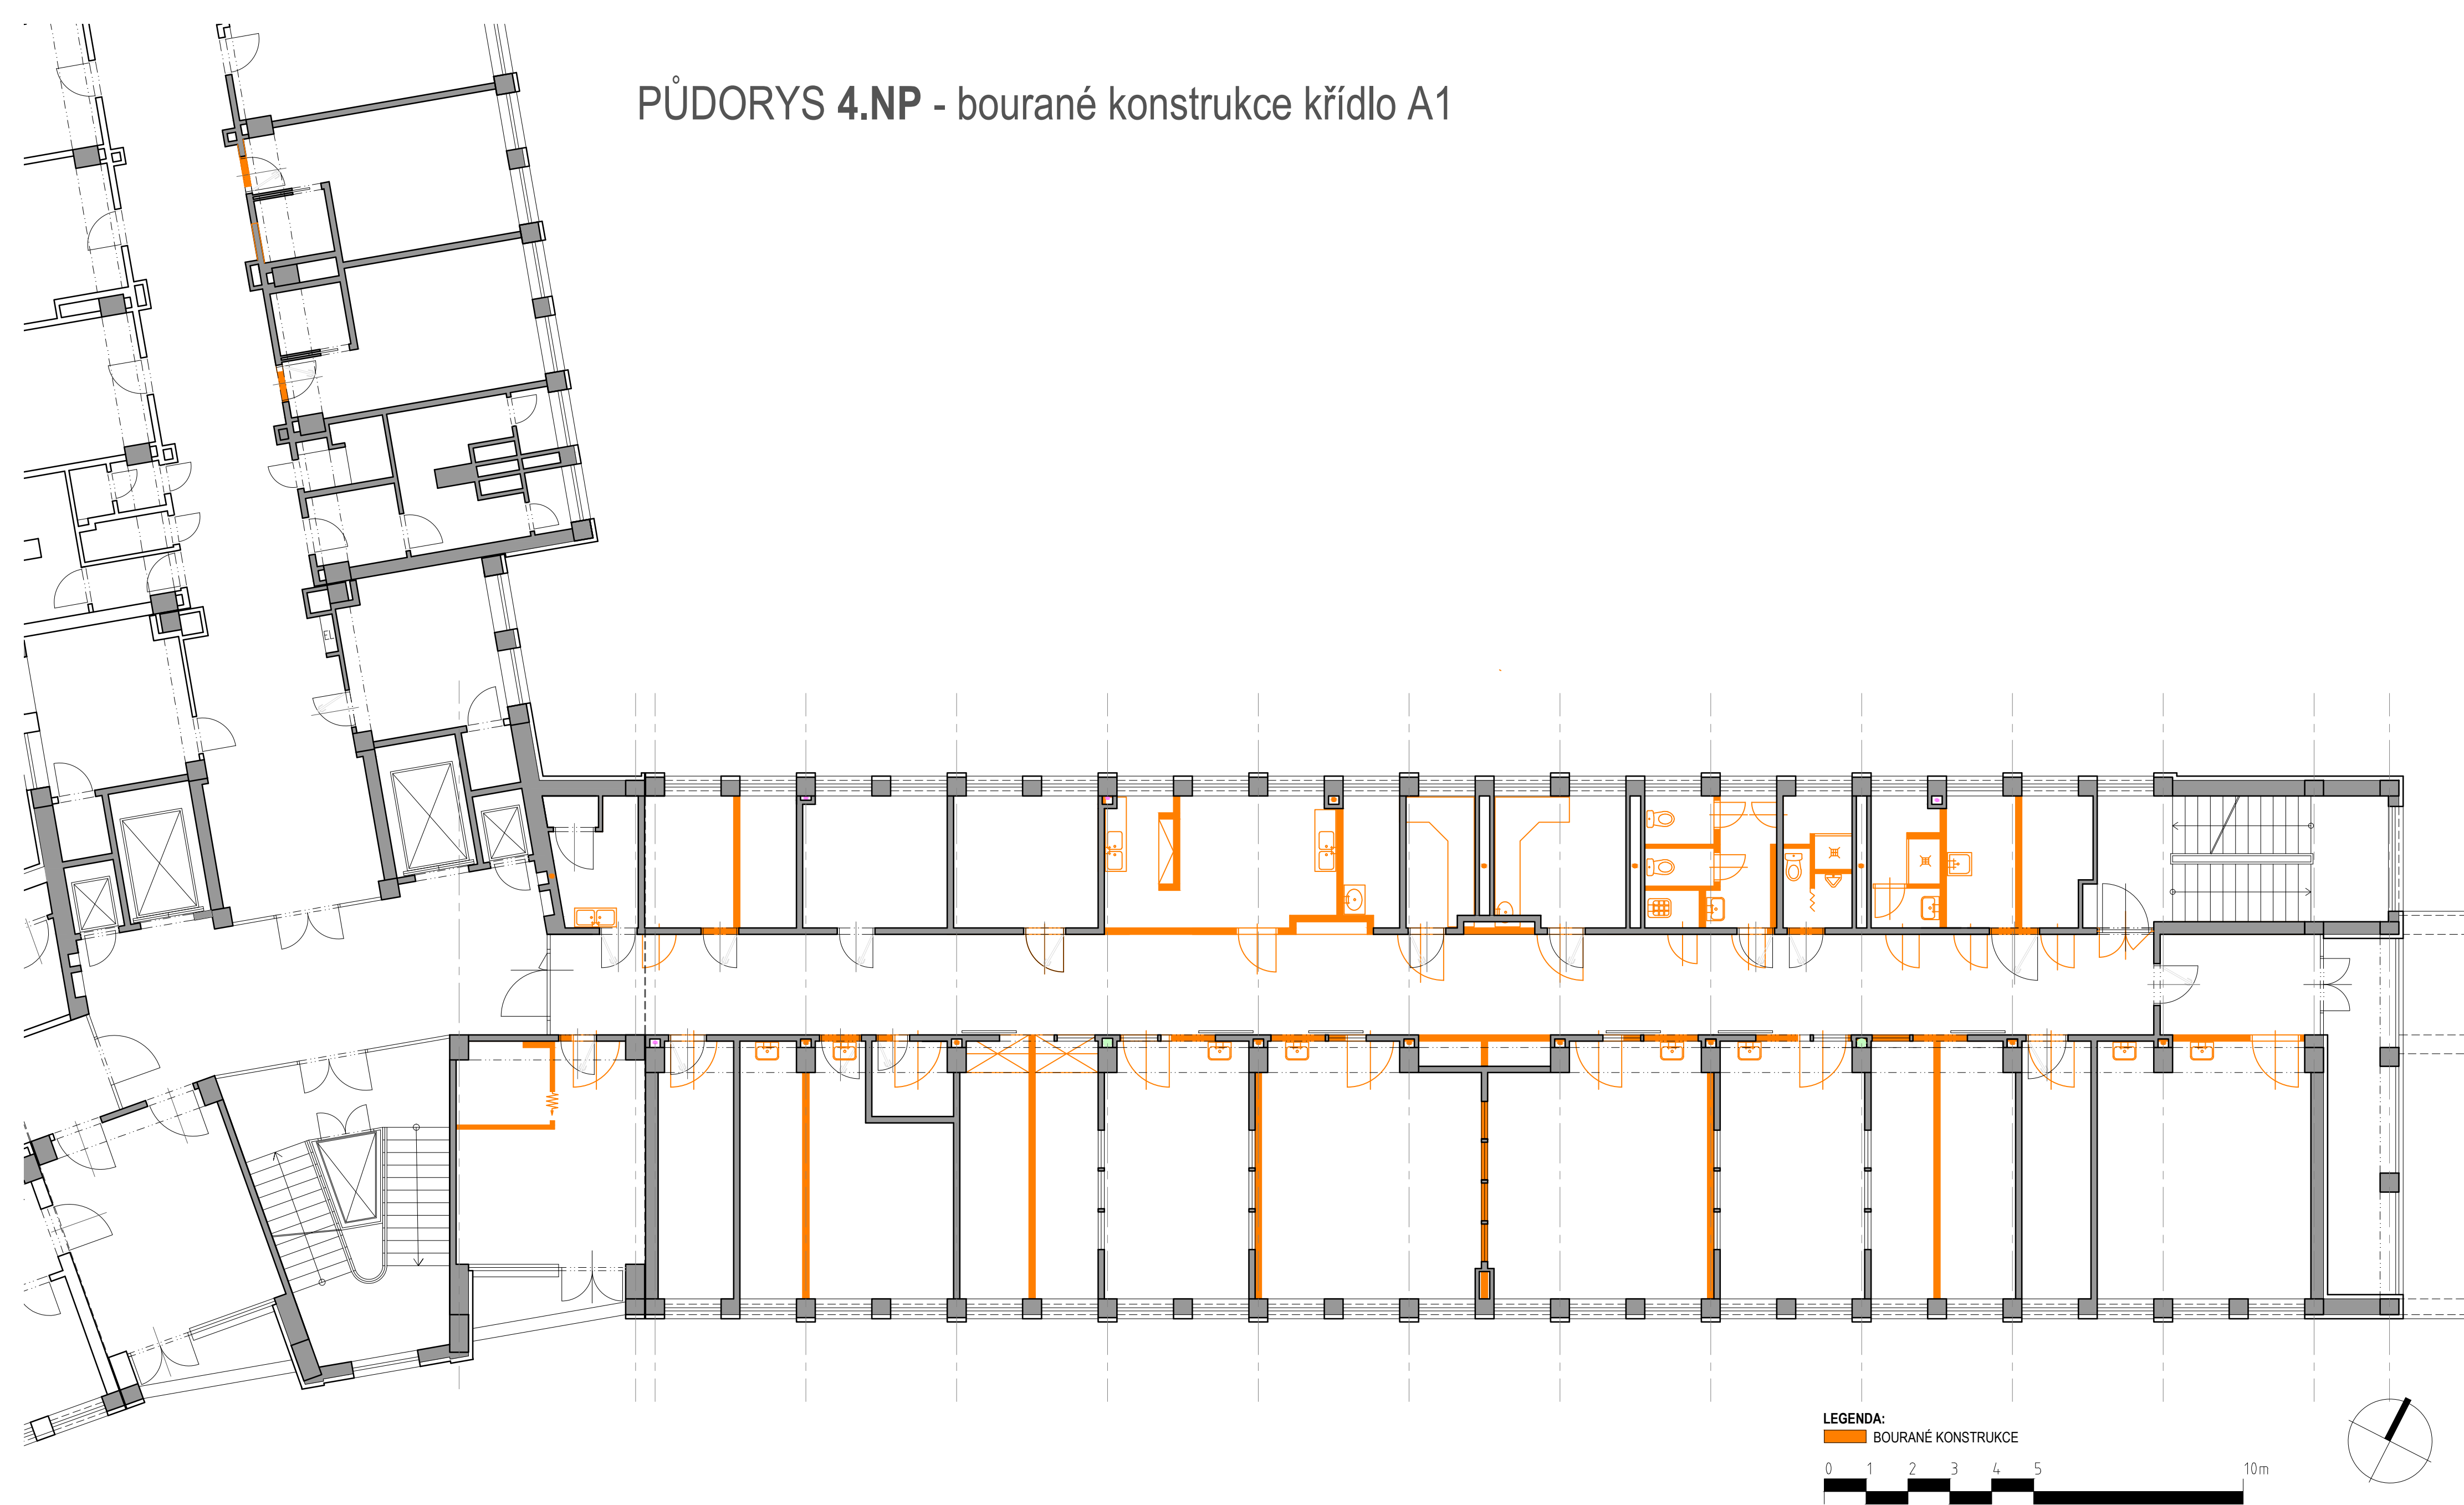 PŮDORYS 4.NP - bourané konstrukce křídlo A1
EL
LEGENDA:
BOURANÉ KONSTRUKCE
0 1 2 3 4 5 10m